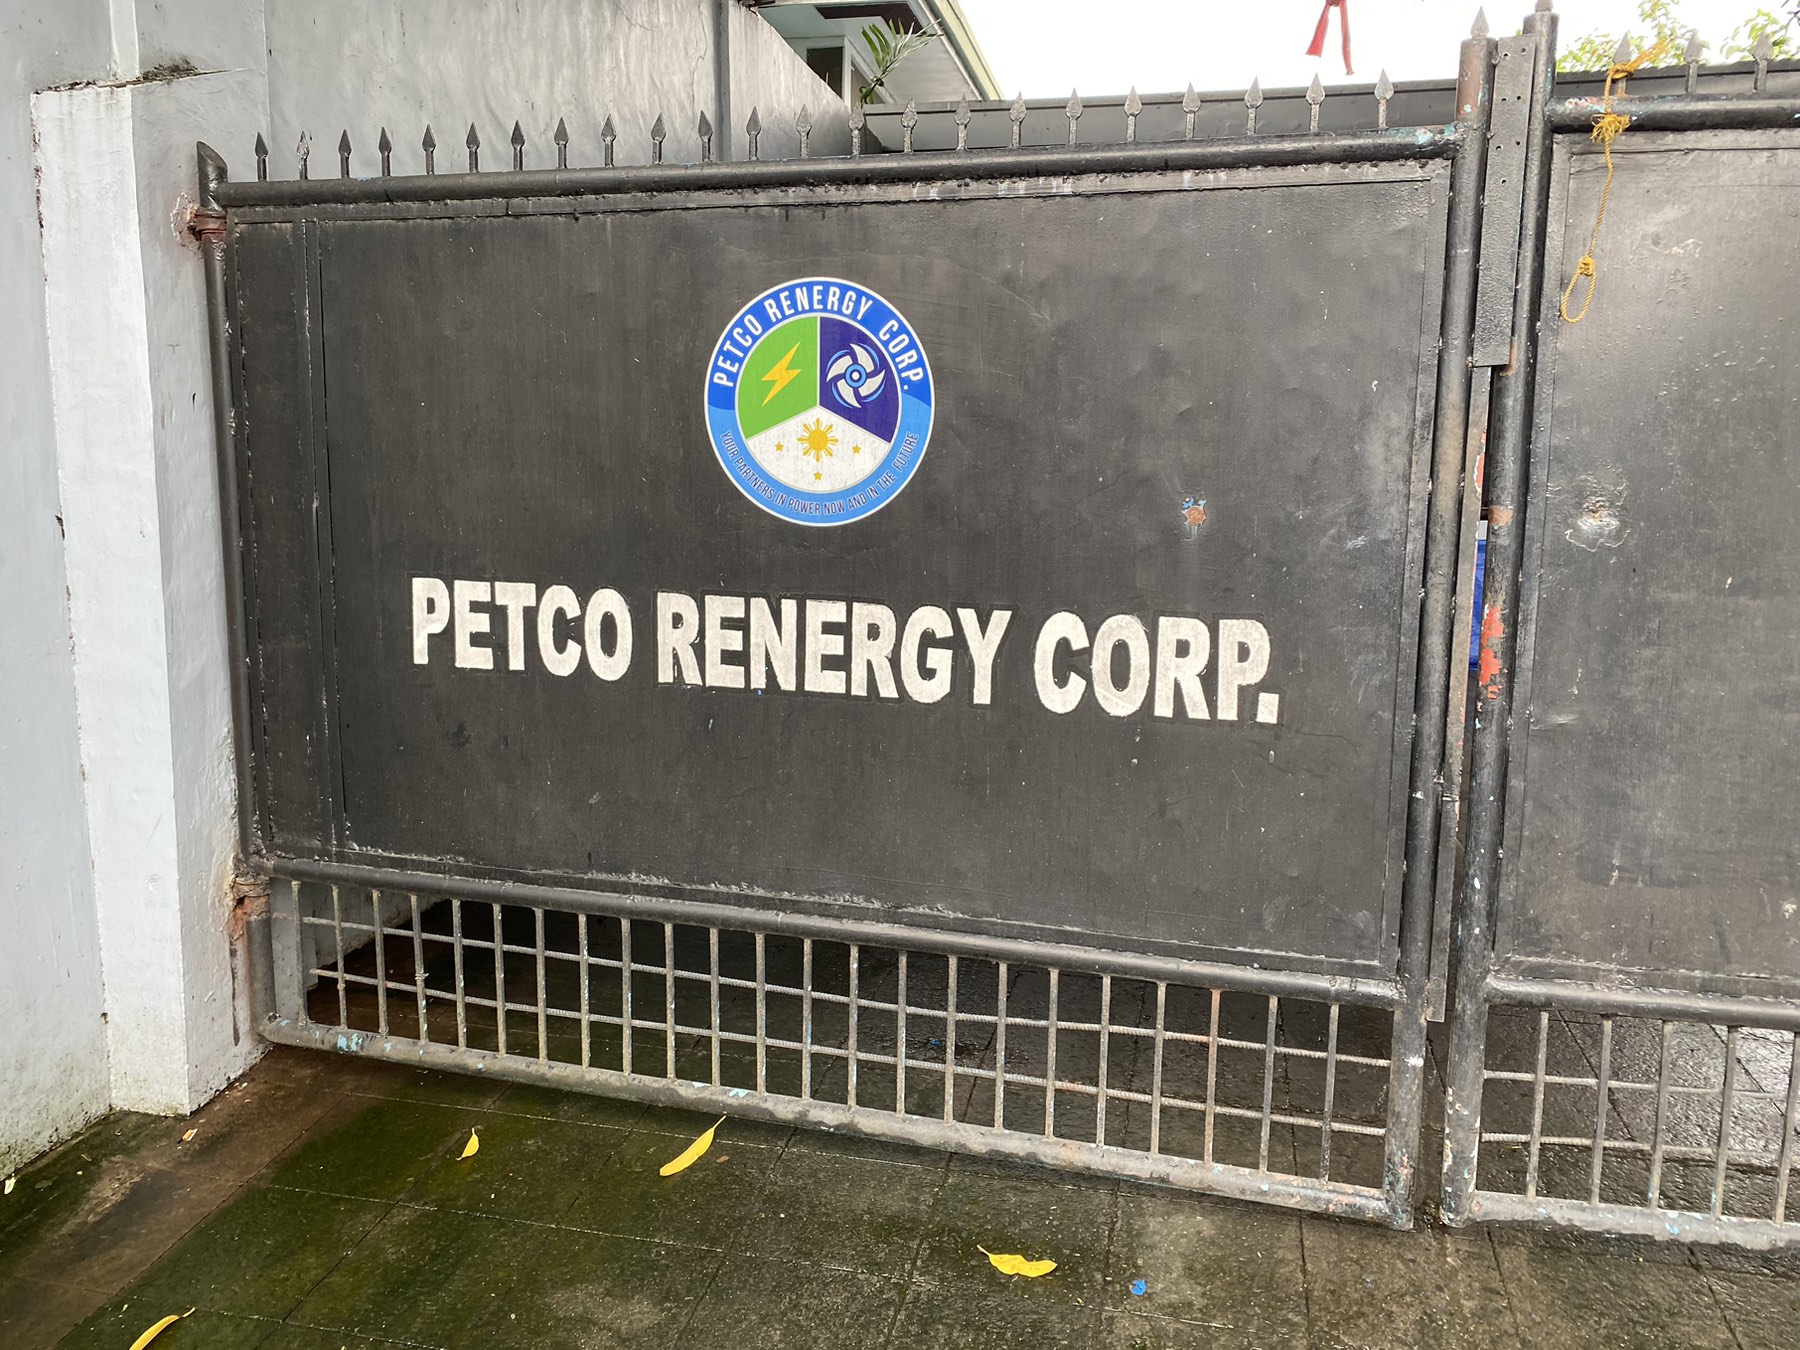 PETCO RENERGY CORP.
YOUR PARTNERS IN POWER NOW AND IN THE FUTURE
PETCO RENERGY CORP.